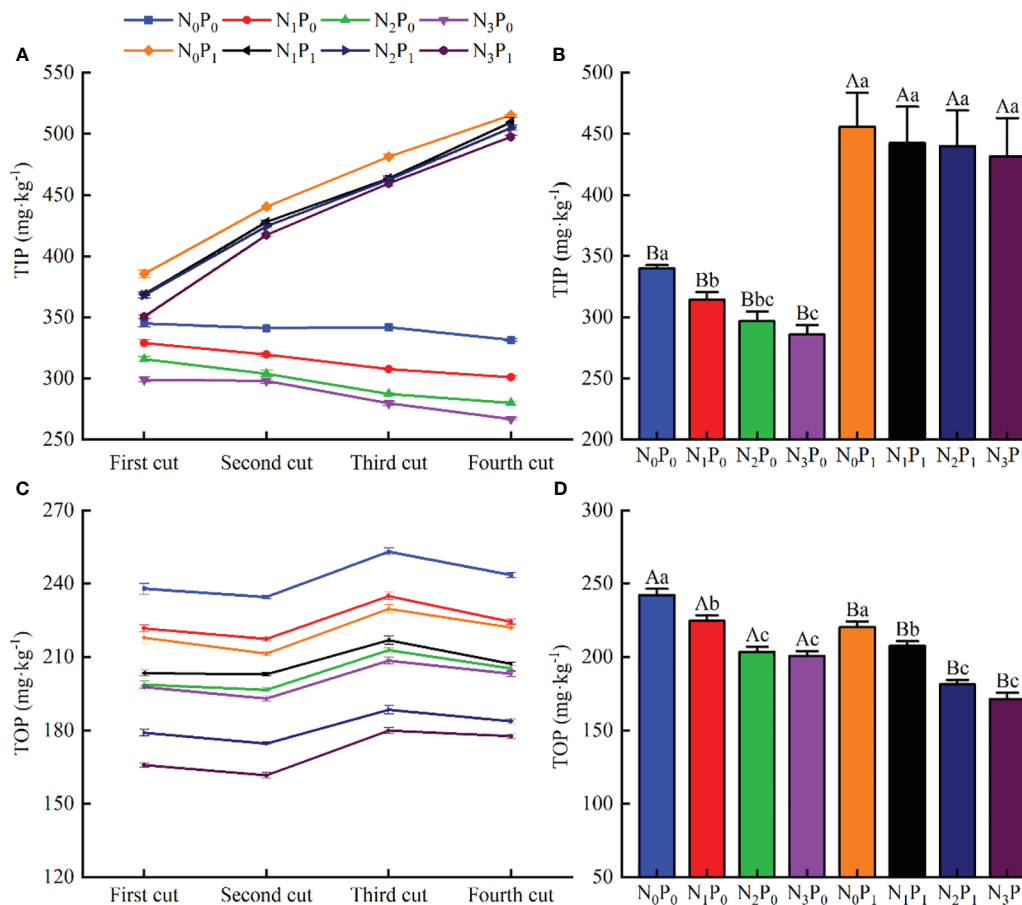 N₀P₀ N₁P₀ N₂P₀ N₃P₀
N₀P₁ N₁P₁ N₂P₁ N₃P₁
A
TIP (mg·kg⁻¹)
550
500
450
400
350
300
250
First cut Second cut Third cut Fourth cut
B
TIP (mg·kg⁻¹)
500
450
400
350
300
250
200
Ba Bb Bbc Bc Aa Aa Aa Aa
N₀P₀ N₁P₀ N₂P₀ N₃P₀ N₀P₁ N₁P₁ N₂P₁ N₃P
C
TOP (mg·kg⁻¹)
270
240
210
180
150
120
First cut Second cut Third cut Fourth cut
D
TOP (mg·kg⁻¹)
300
250
200
150
100
50
Aa Ab Ac Ac Ba Bb Bc Bc
N₀P₀ N₁P₀ N₂P₀ N₃P₀ N₀P₁ N₁P₁ N₂P₁ N₃P